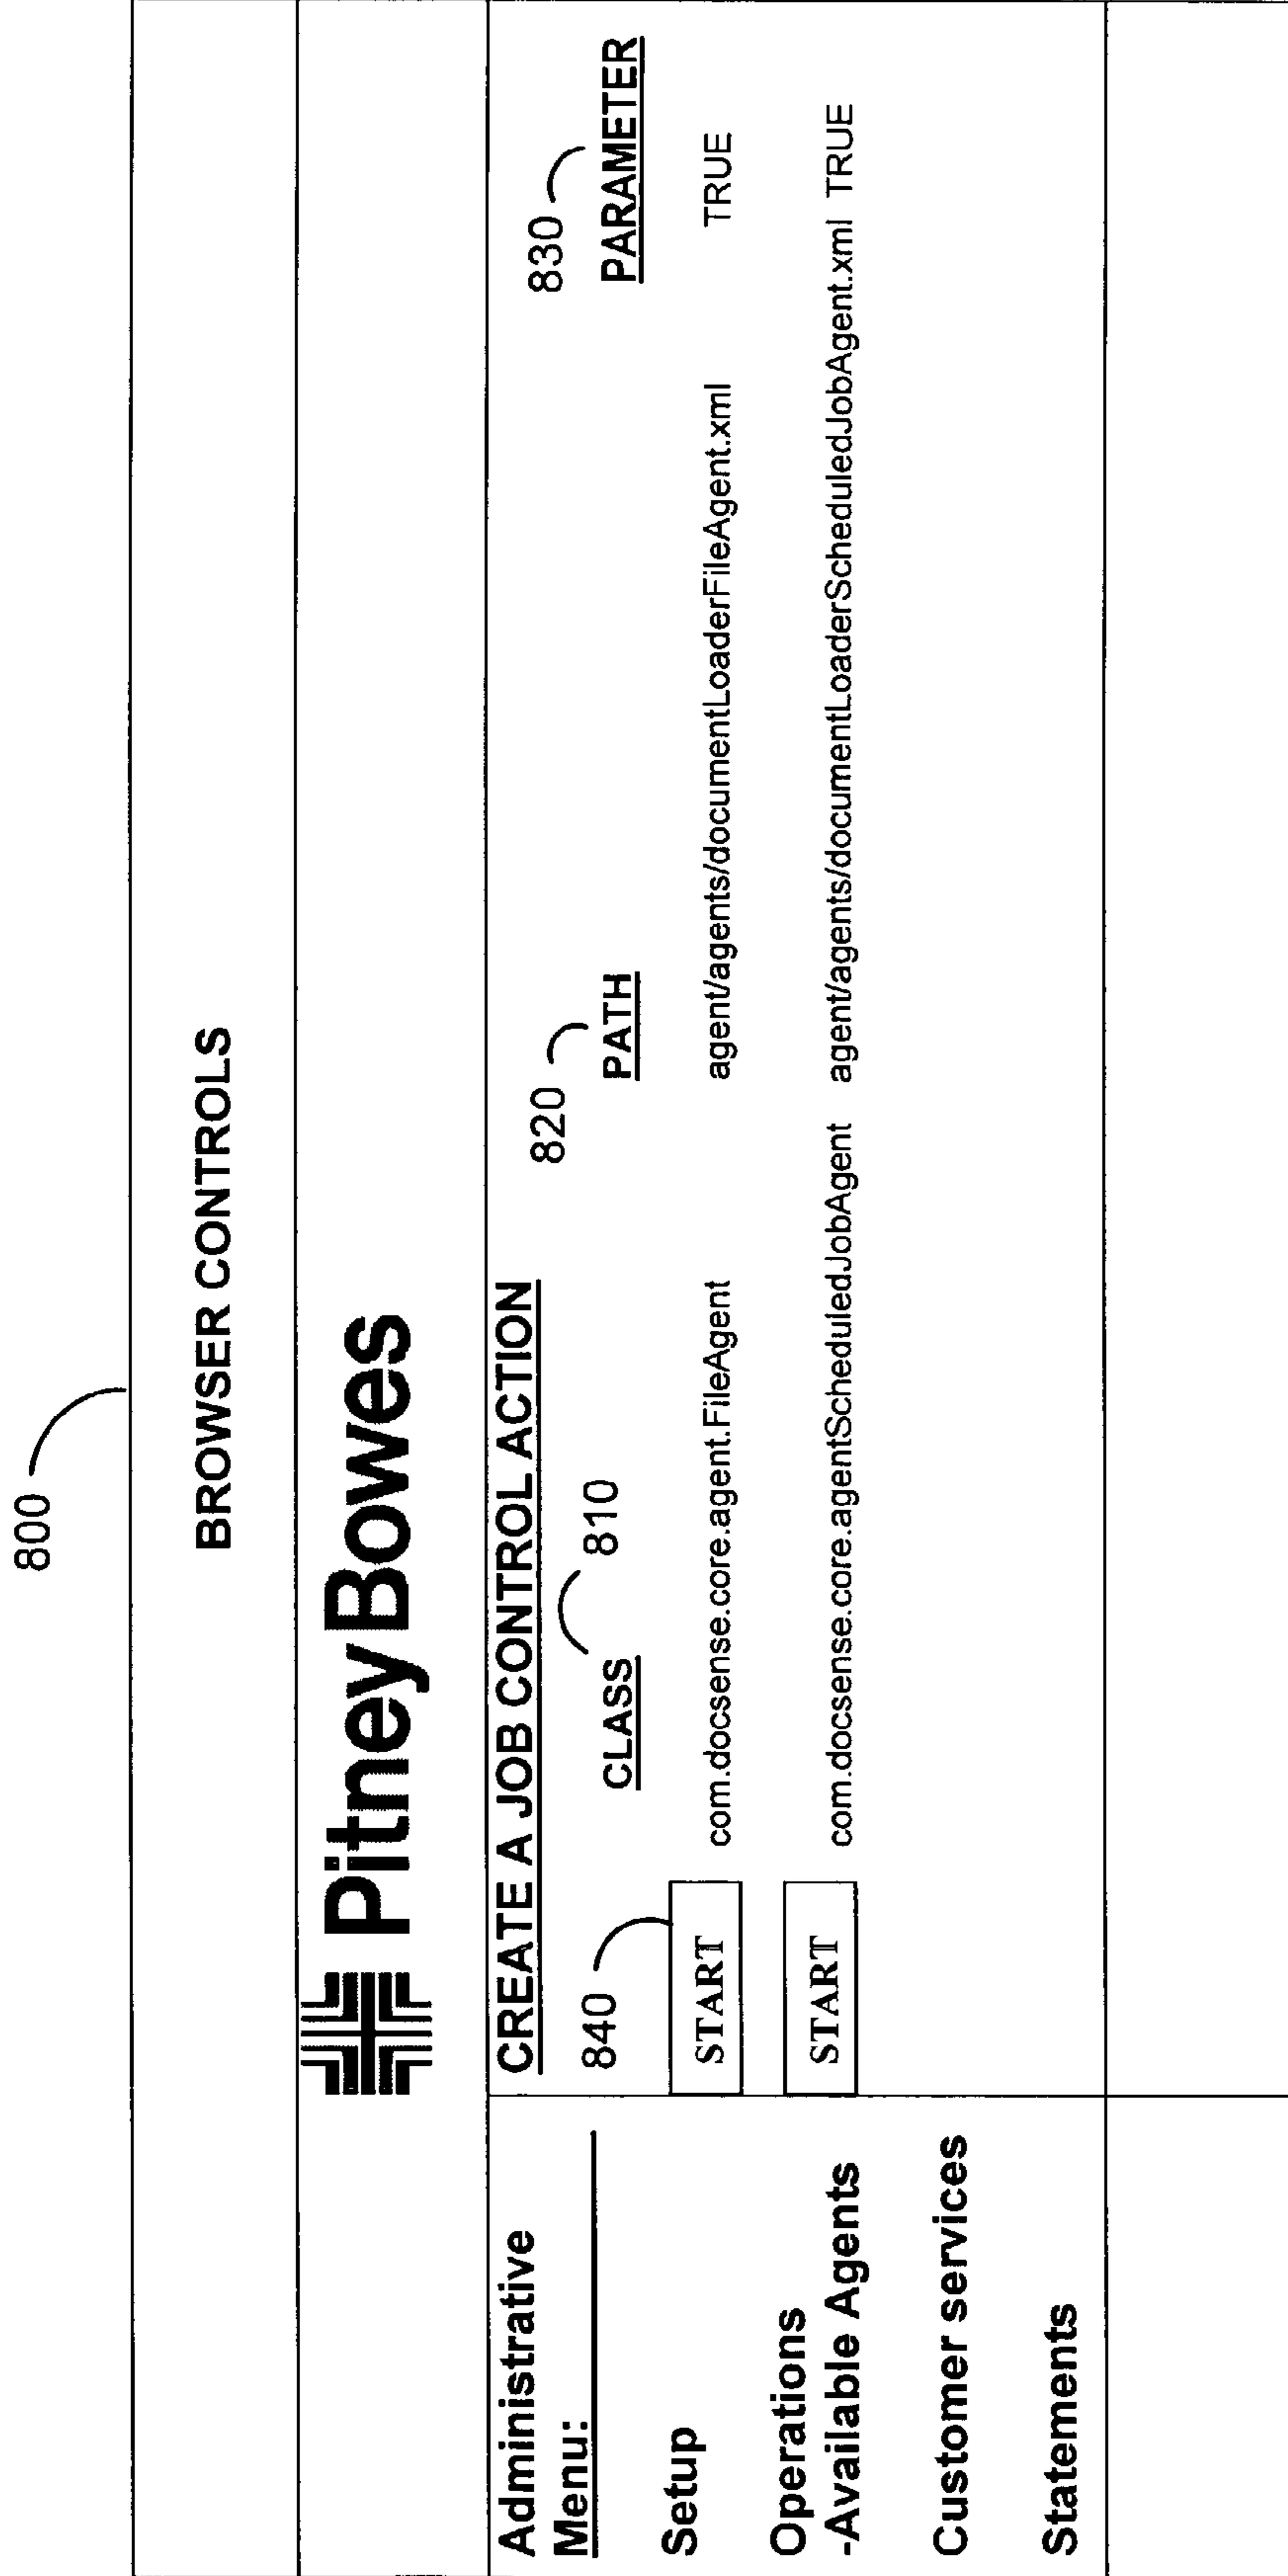 800
BROWSER CONTROLS
PitneyBowes
Administrative
Menu:
Setup
Operations
-Available Agents
Customer services
Statements
CREATE A JOB CONTROL ACTION
840 CLASS 810 820 PATH 830 PARAMETER
START com.docsense.core.agent.FileAgent agent/agents/documentLoaderFileAgent.xml TRUE
START com.docsense.core.agentScheduledJobAgent agent/agents/documentLoaderScheduledJobAgent.xml TRUE